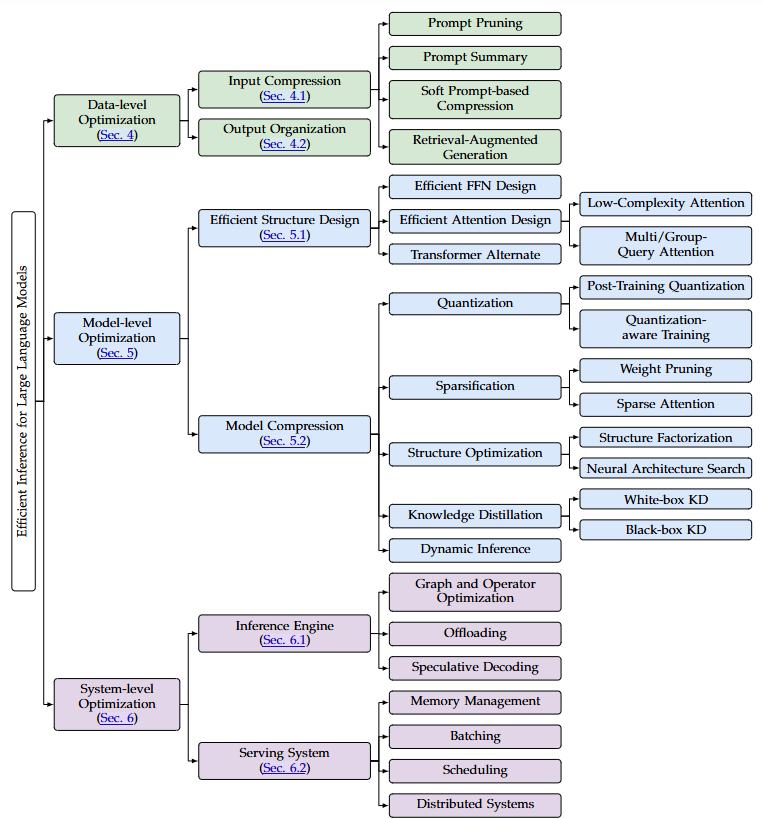 Efficient Inference for Large Language Models
Data-level
Optimization
(Sec. 4)
Input Compression
(Sec. 4.1)
Prompt Pruning
Prompt Summary
Soft Prompt-based
Compression
Retrieval-Augmented
Generation
Output Organization
(Sec. 4.2)
Model-level
Optimization
(Sec. 5)
Efficient Structure Design
(Sec. 5.1)
Efficient FFN Design
Efficient Attention Design
Low-Complexity Attention
Multi/Group-
Query Attention
Transformer Alternate
Model Compression
(Sec. 5.2)
Quantization
Post-Training Quantization
Quantization-
aware Training
Sparsification
Weight Pruning
Sparse Attention
Structure Optimization
Structure Factorization
Neural Architecture Search
Knowledge Distillation
White-box KD
Black-box KD
Dynamic Inference
System-level
Optimization
(Sec. 6)
Inference Engine
(Sec. 6.1)
Graph and Operator
Optimization
Offloading
Speculative Decoding
Serving System
(Sec. 6.2)
Memory Management
Batching
Scheduling
Distributed Systems